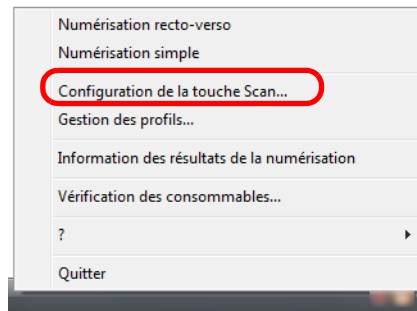 Numérisation recto-verso
Numérisation simple
Configuration de la touche Scan...
Gestion des profils...
Information des résultats de la numérisation
Vérification des consommables...
?
Quitter